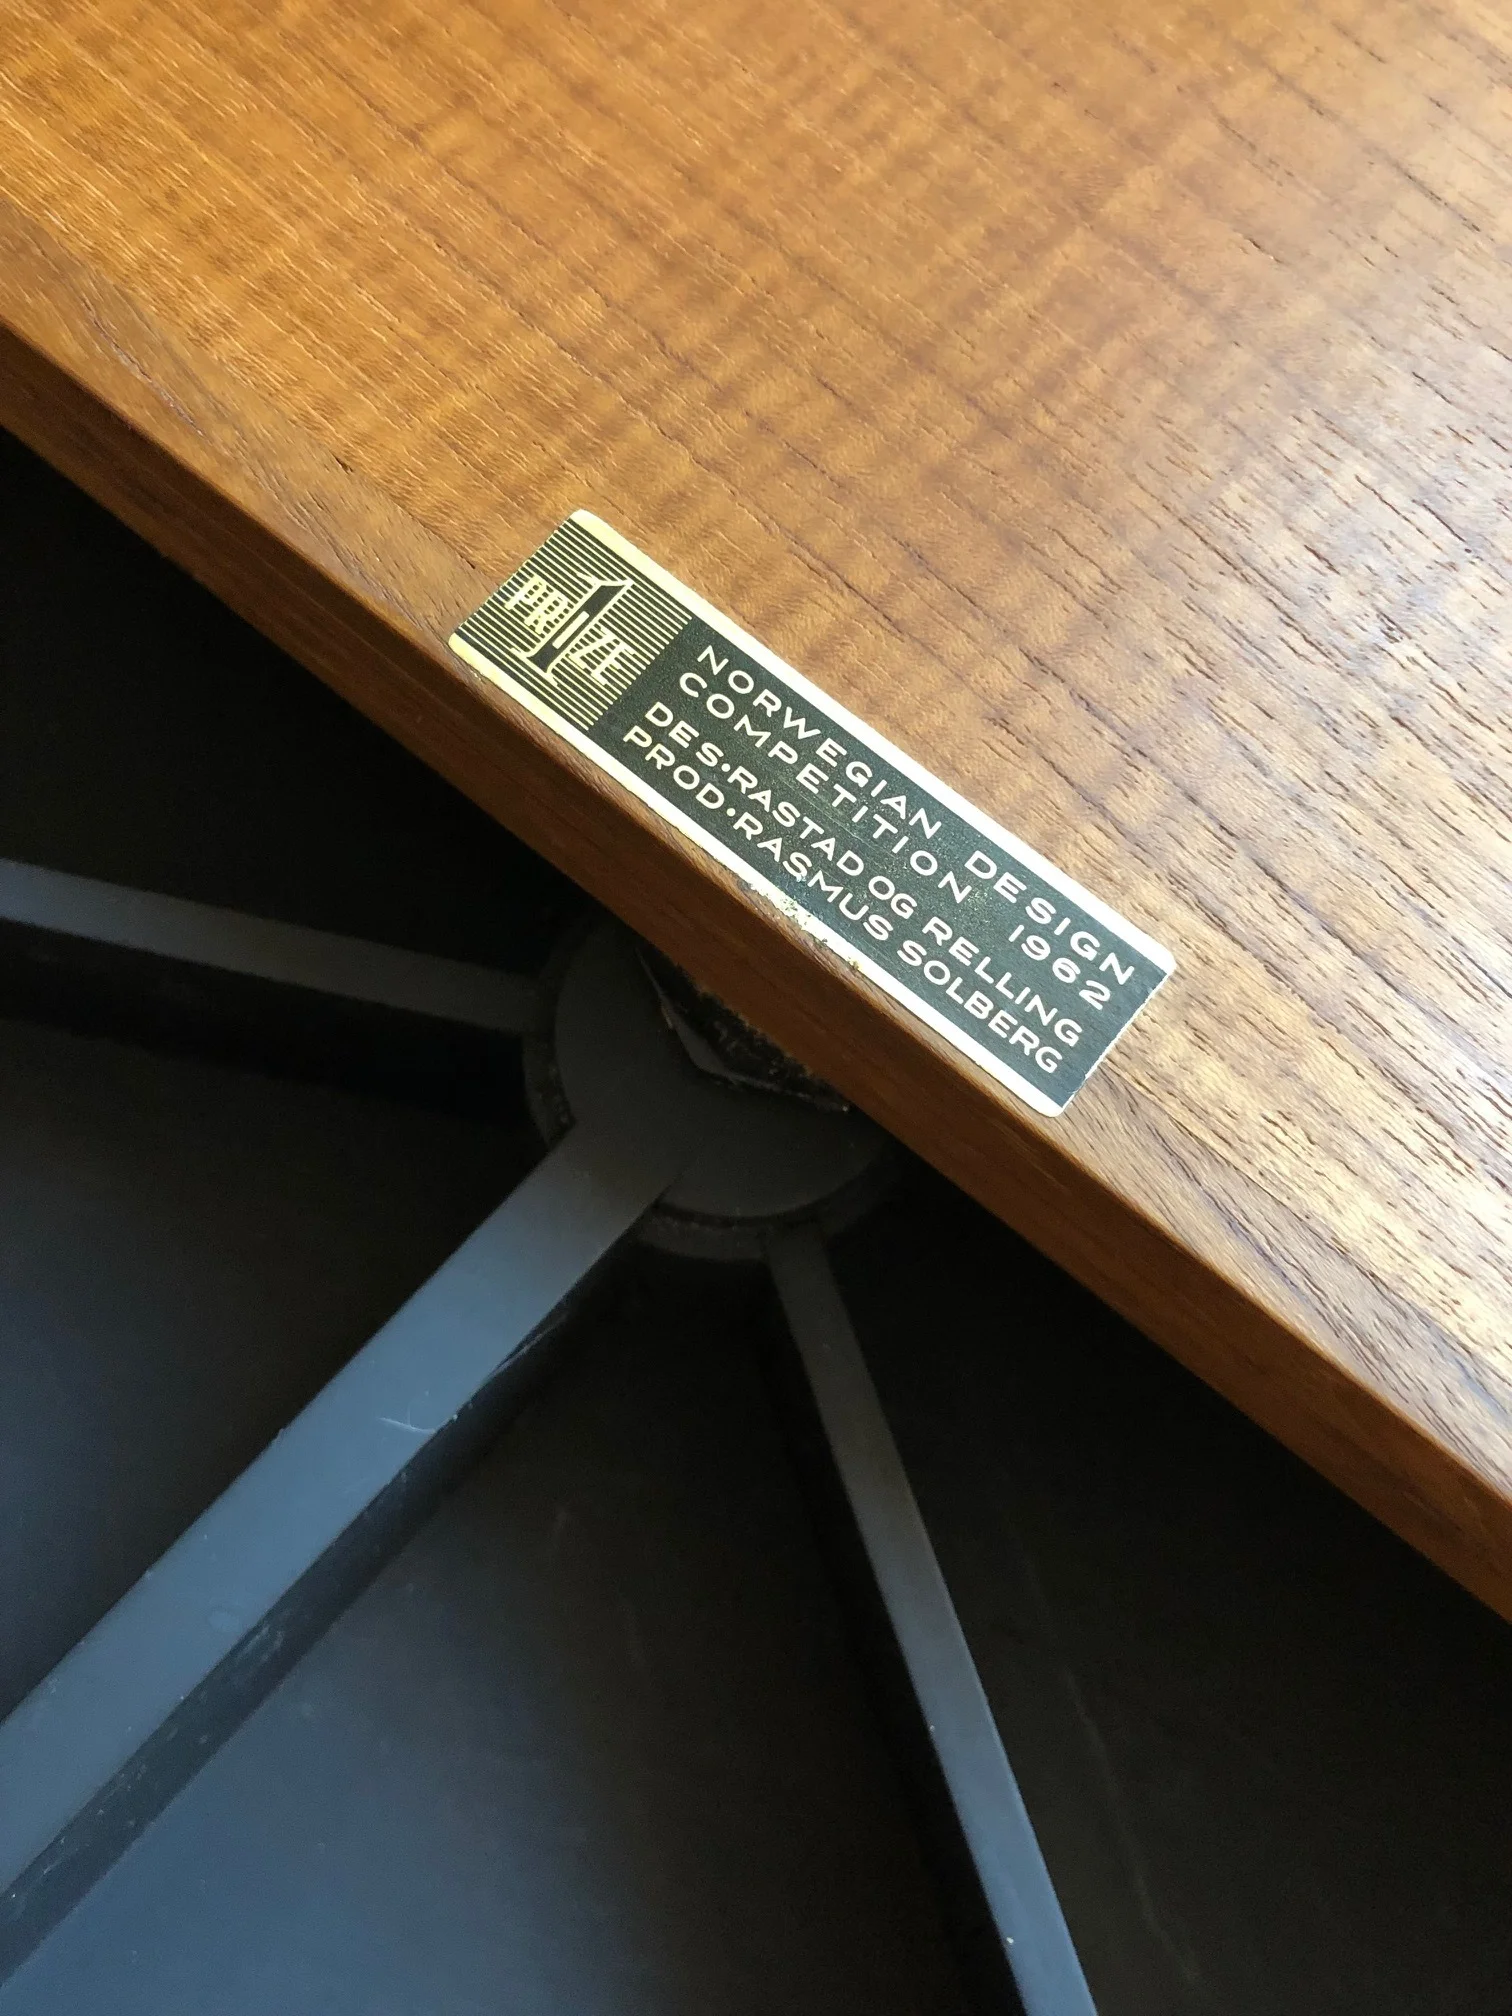 1 PRIZE
NORWEGIAN DESIGN
COMPETITION 1962
DES•RASTAD OG RELLING
PROD•RASMUS SOLBERG